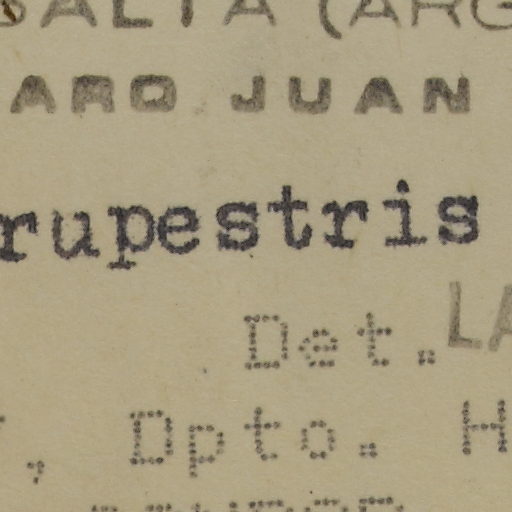 SALTA (ARG
ARO JUAN
rupestris
Det. LA
, Dpto. H